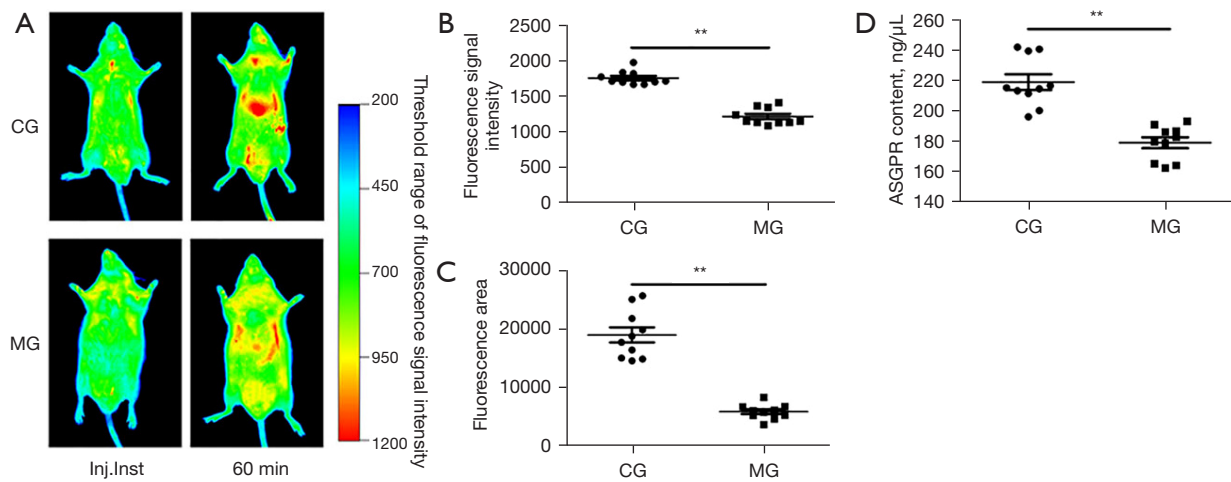 A
CG
MG
Inj.Inst
60 min
200
450
700
950
1200
Threshold range of fluorescence signal intensity
B
Fluorescence signal
intensity
2500
2000
1500
1000
500
0
**
CG
MG
C
Fluorescence area
30000
20000
10000
0
**
CG
MG
D
ASGPR content, ng/μL
260
240
220
200
180
160
140
**
CG
MG